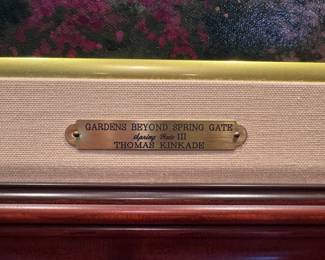 GARDENS BEYOND SPRING GATE
Spring Gate III
THOMAS KINKADE